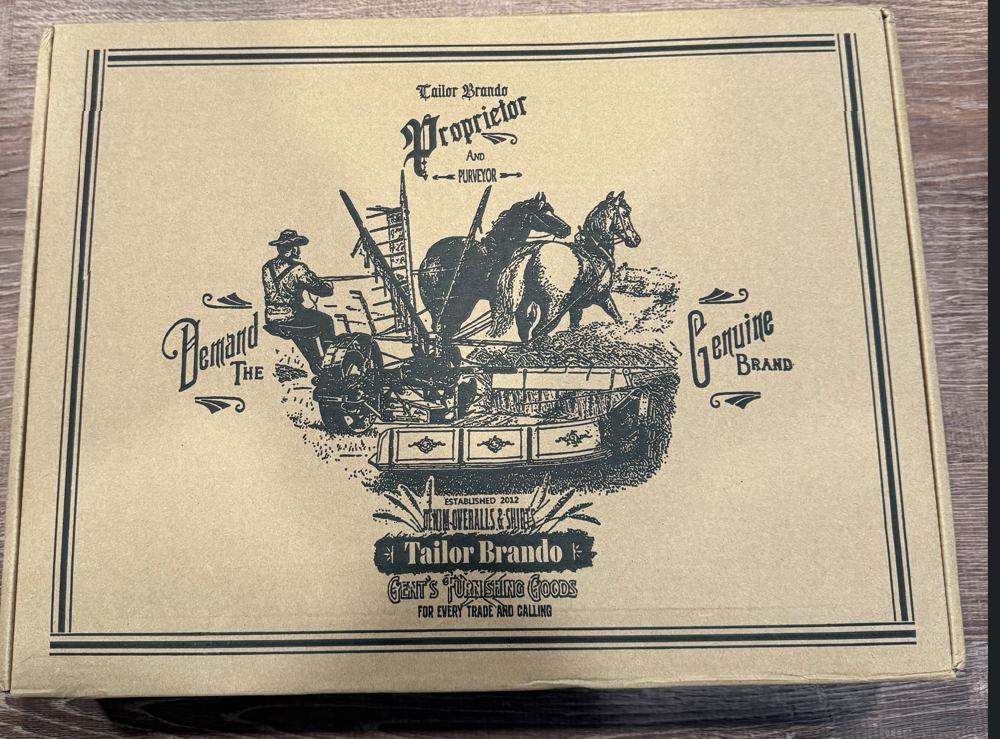 Tailor Brando
Proprietor
AND
PURVEYOR
Demand
THE
Genuine
BRAND
ESTABLISHED 2012
DENIM OVERALLS & SHIRTS
Tailor Brando
GENT'S FURNISHING GOODS
FOR EVERY TRADE AND CALLING